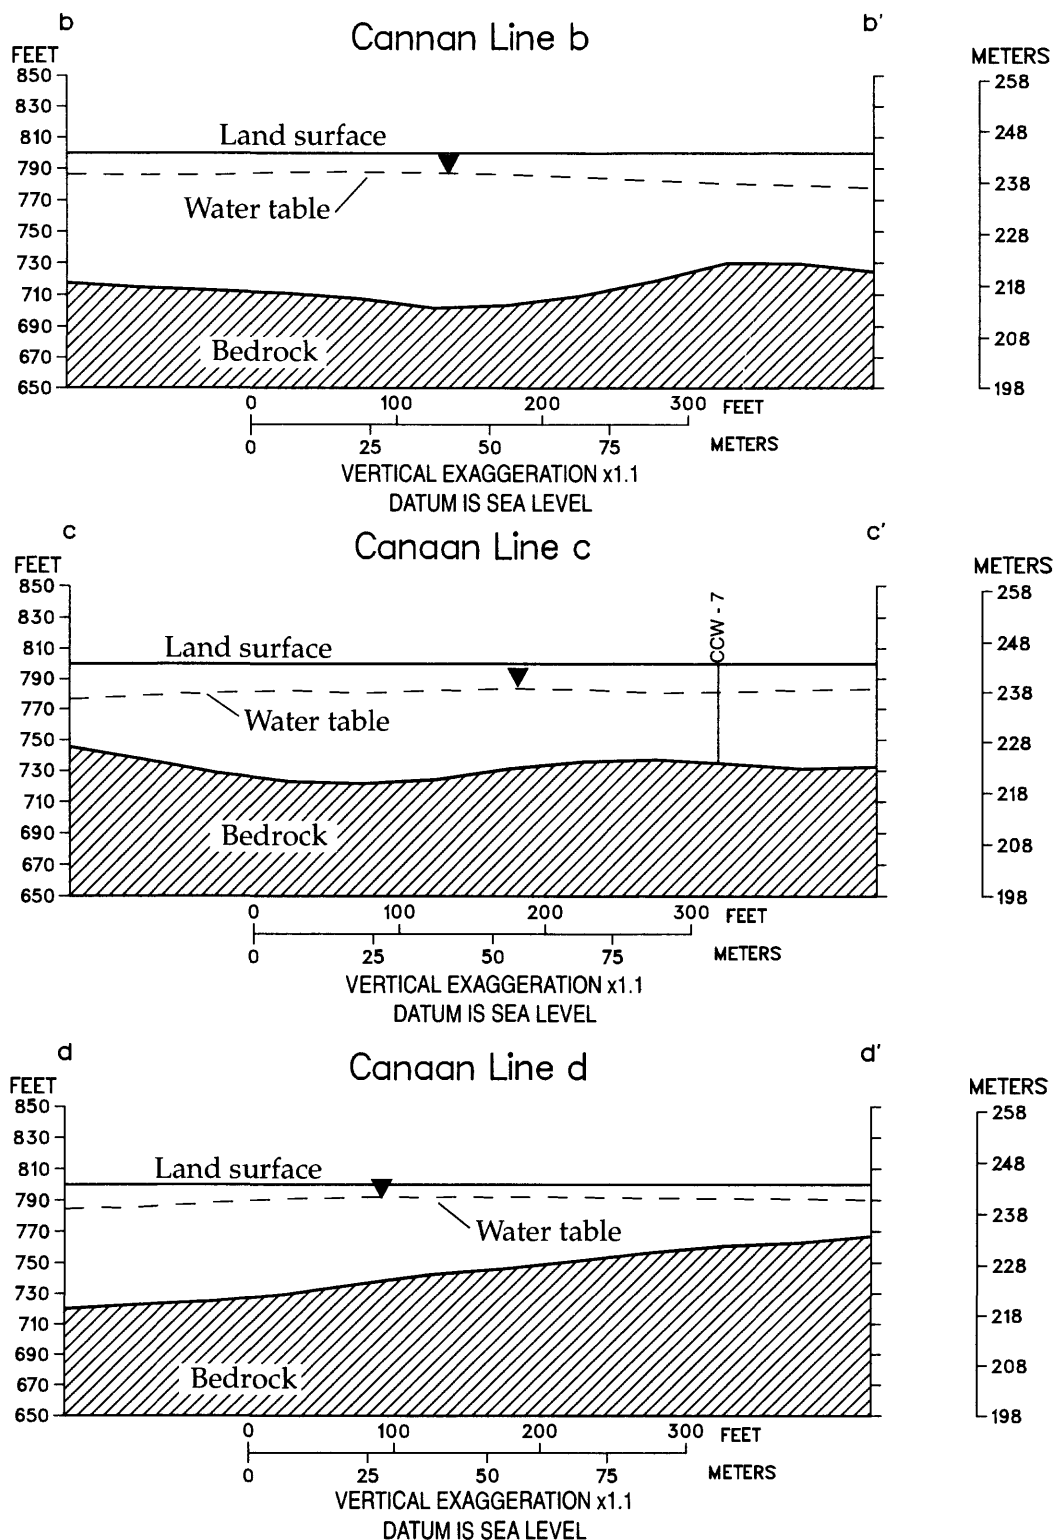 b b'
Cannan Line b
FEET METERS
850
830
810
790
770
750
730
710
690
670
650
258
248
238
228
218
208
198
Land surface
Water table
Bedrock
0 100 200 300 FEET
0 25 50 75 METERS
VERTICAL EXAGGERATION x1.1
DATUM IS SEA LEVEL
c c'
Canaan Line c
FEET METERS
850
830
810
790
770
750
730
710
690
670
650
258
248
238
228
218
208
198
CCW - 7
Land surface
Water table
Bedrock
0 100 200 300 FEET
0 25 50 75 METERS
VERTICAL EXAGGERATION x1.1
DATUM IS SEA LEVEL
d d'
Canaan Line d
FEET METERS
850
830
810
790
770
750
730
710
690
670
650
258
248
238
228
218
208
198
Land surface
Water table
Bedrock
0 100 200 300 FEET
0 25 50 75 METERS
VERTICAL EXAGGERATION x1.1
DATUM IS SEA LEVEL